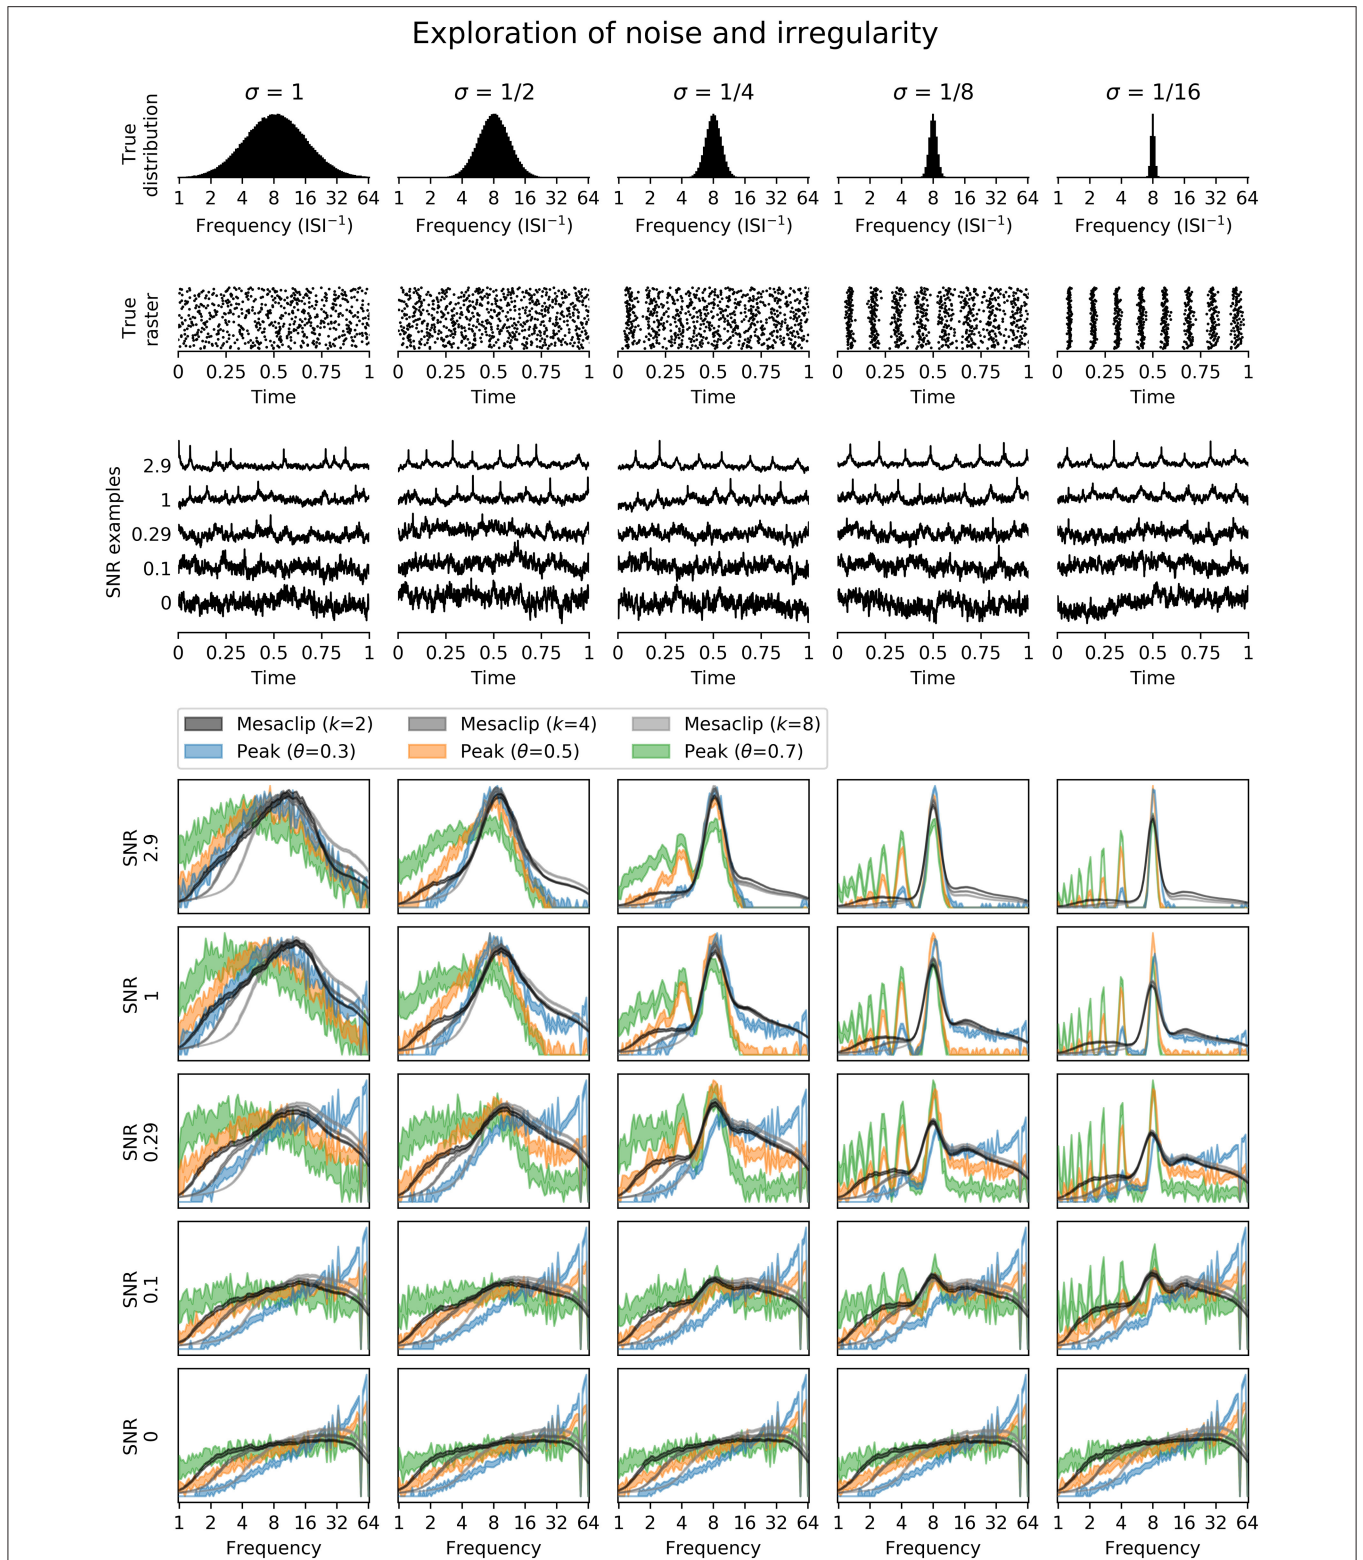 Exploration of noise and irregularity
σ = 1 σ = 1/2 σ = 1/4 σ = 1/8 σ = 1/16
True
distribution
1 2 4 8 16 32 64 1 2 4 8 16 32 64 1 2 4 8 16 32 64 1 2 4 8 16 32 64 1 2 4 8 16 32 64
Frequency (ISI⁻¹) Frequency (ISI⁻¹) Frequency (ISI⁻¹) Frequency (ISI⁻¹) Frequency (ISI⁻¹)
True
raster
0 0.75 0.5 0.75 1 0 0.75 0.5 0.75 1 0 0.75 0.5 0.75 1 0 0.75 0.5 0.75 1 0 0.75 0.5 0.75 1
Time Time Time Time Time
SNR examples
2.9
1
0.29
0.1
0
0 0.25 0.5 0.75 1 0 0.25 0.5 0.75 1 0 0.25 0.5 0.75 1 0 0.25 0.5 0.75 1 0 0.25 0.5 0.75 1
Time Time Time Time Time
Mesaclip (k=2) Mesaclip (k=4) Mesaclip (k=8)
Peak (θ=0.3) Peak (θ=0.5) Peak (θ=0.7)
SNR
2.9
SNR
1
SNR
0.29
SNR
0.1
SNR
0
1 2 4 8 16 32 64 1 2 4 8 16 32 64 1 2 4 8 16 32 64 1 2 4 8 16 32 64 1 2 4 8 16 32 64
Frequency Frequency Frequency Frequency Frequency